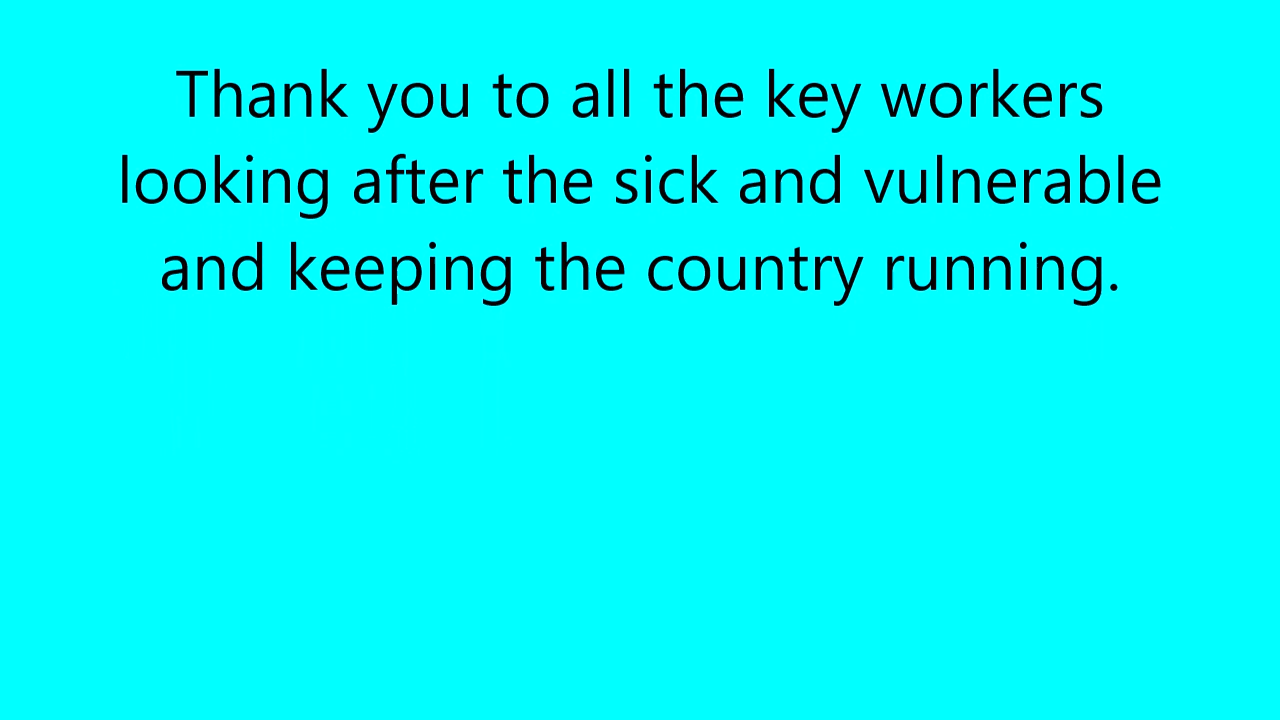 Thank you to all the key workers
looking after the sick and vulnerable
and keeping the country running.